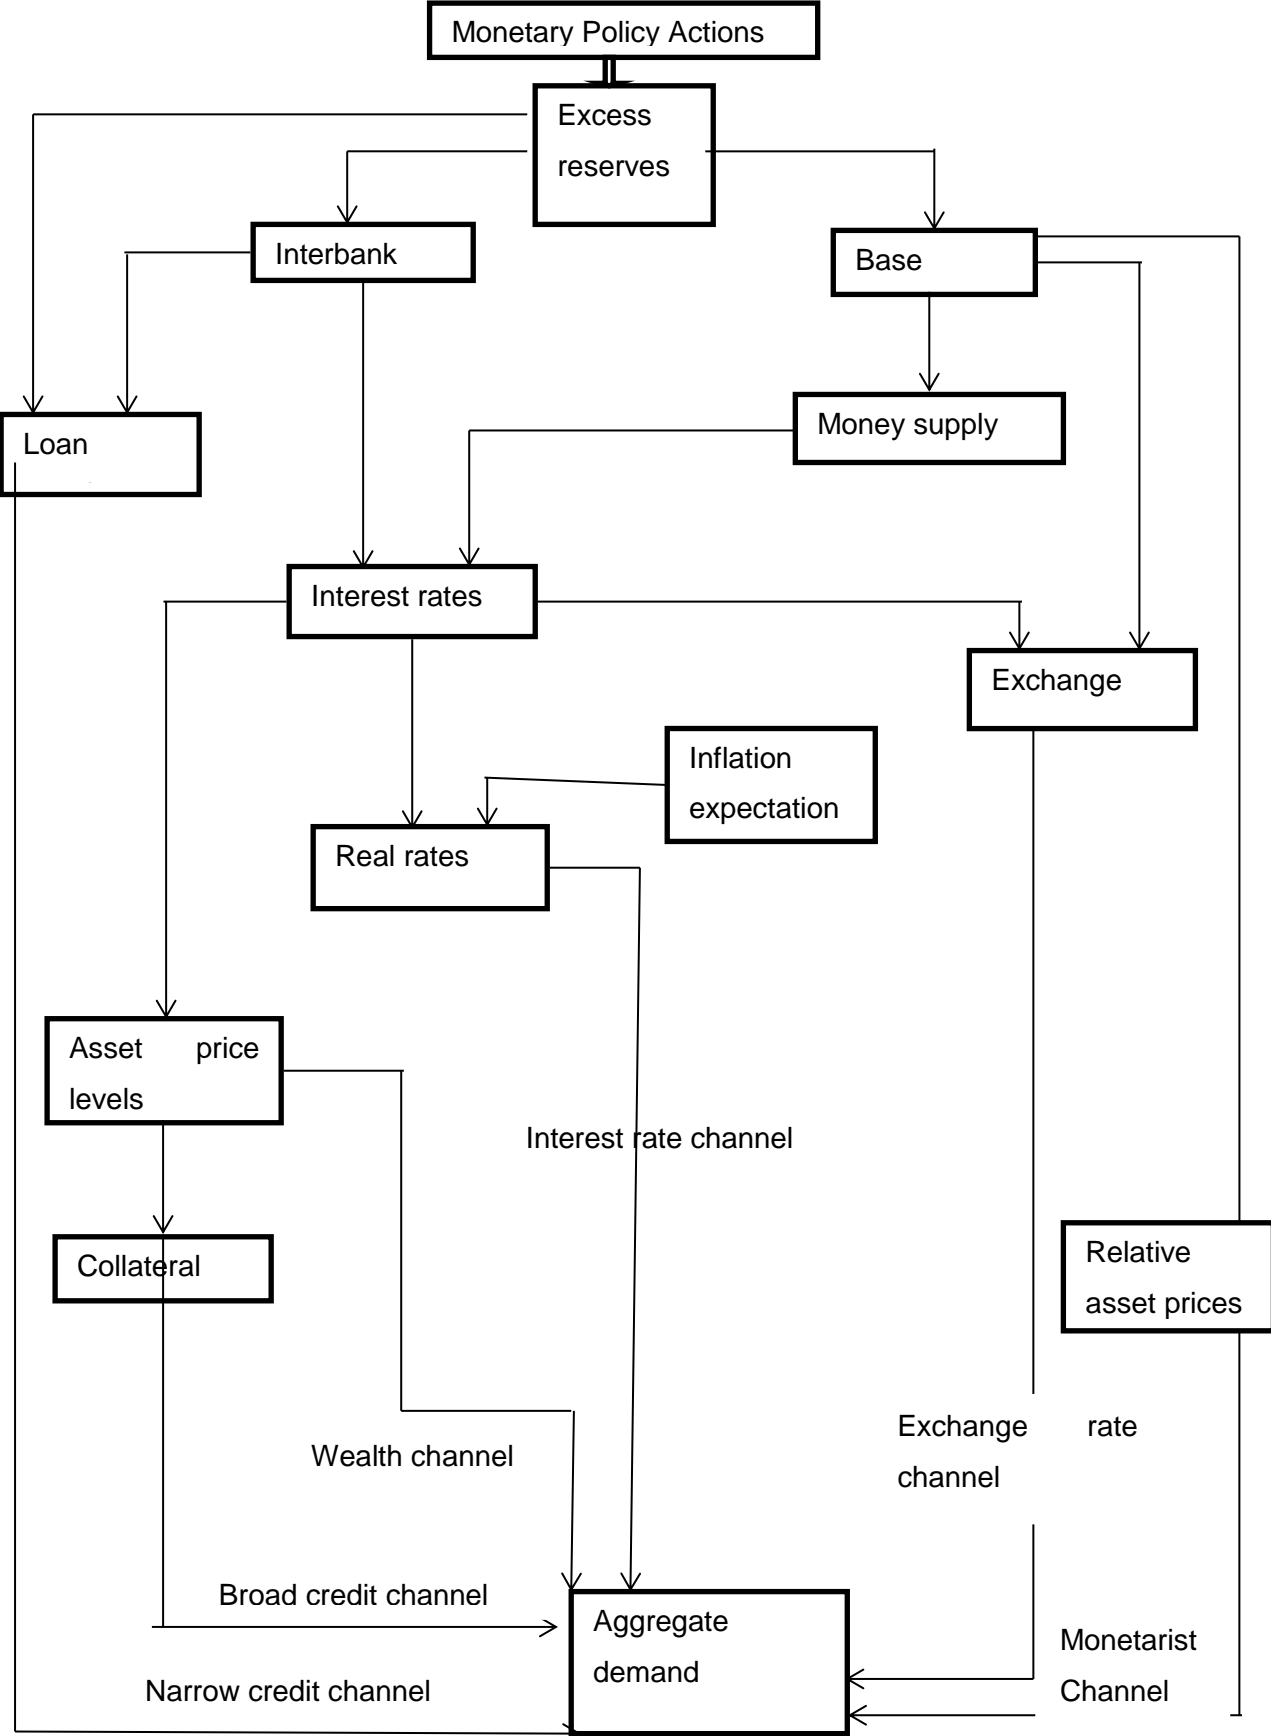 Monetary Policy Actions
Excess
reserves
Interbank
Base
Loan
Money supply
Interest rates
Exchange
Inflation
expectation
Real rates
Asset price
levels
Interest rate channel
Collateral
Relative
asset prices
Exchange rate
channel
Wealth channel
Broad credit channel
Aggregate
demand
Monetarist
Channel
Narrow credit channel